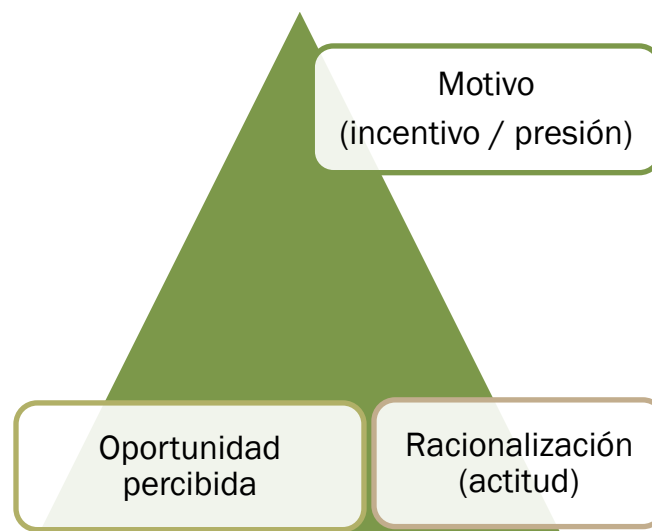 Motivo
(incentivo / presión)
Oportunidad
percibida
Racionalización
(actitud)